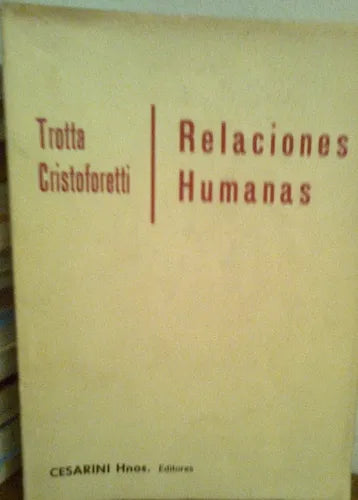 Trotta
Cristoforetti
Relaciones
Humanas
CESARINI Hnos. Editores